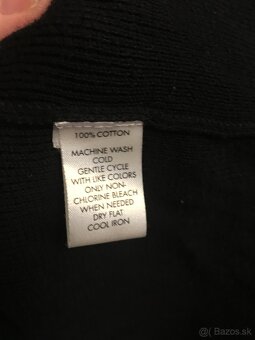 100% COTTON
MACHINE WASH
COLD
GENTLE CYCLE
WITH LIKE COLORS
ONLY NON-
CHLORINE BLEACH
WHEN NEEDED
DRY FLAT
COOL IRON
Bazos.sk